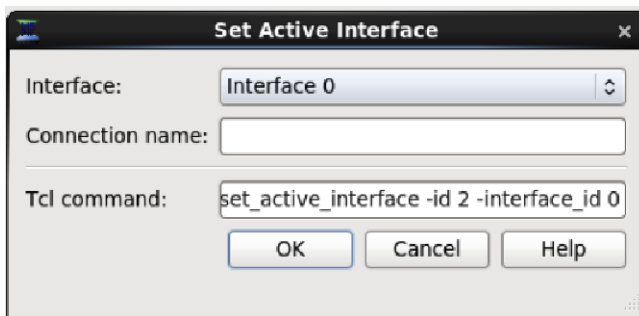 Set Active Interface
Interface: Interface 0
Connection name:
Tcl command: set_active_interface -id 2 -interface_id 0
OK Cancel Help